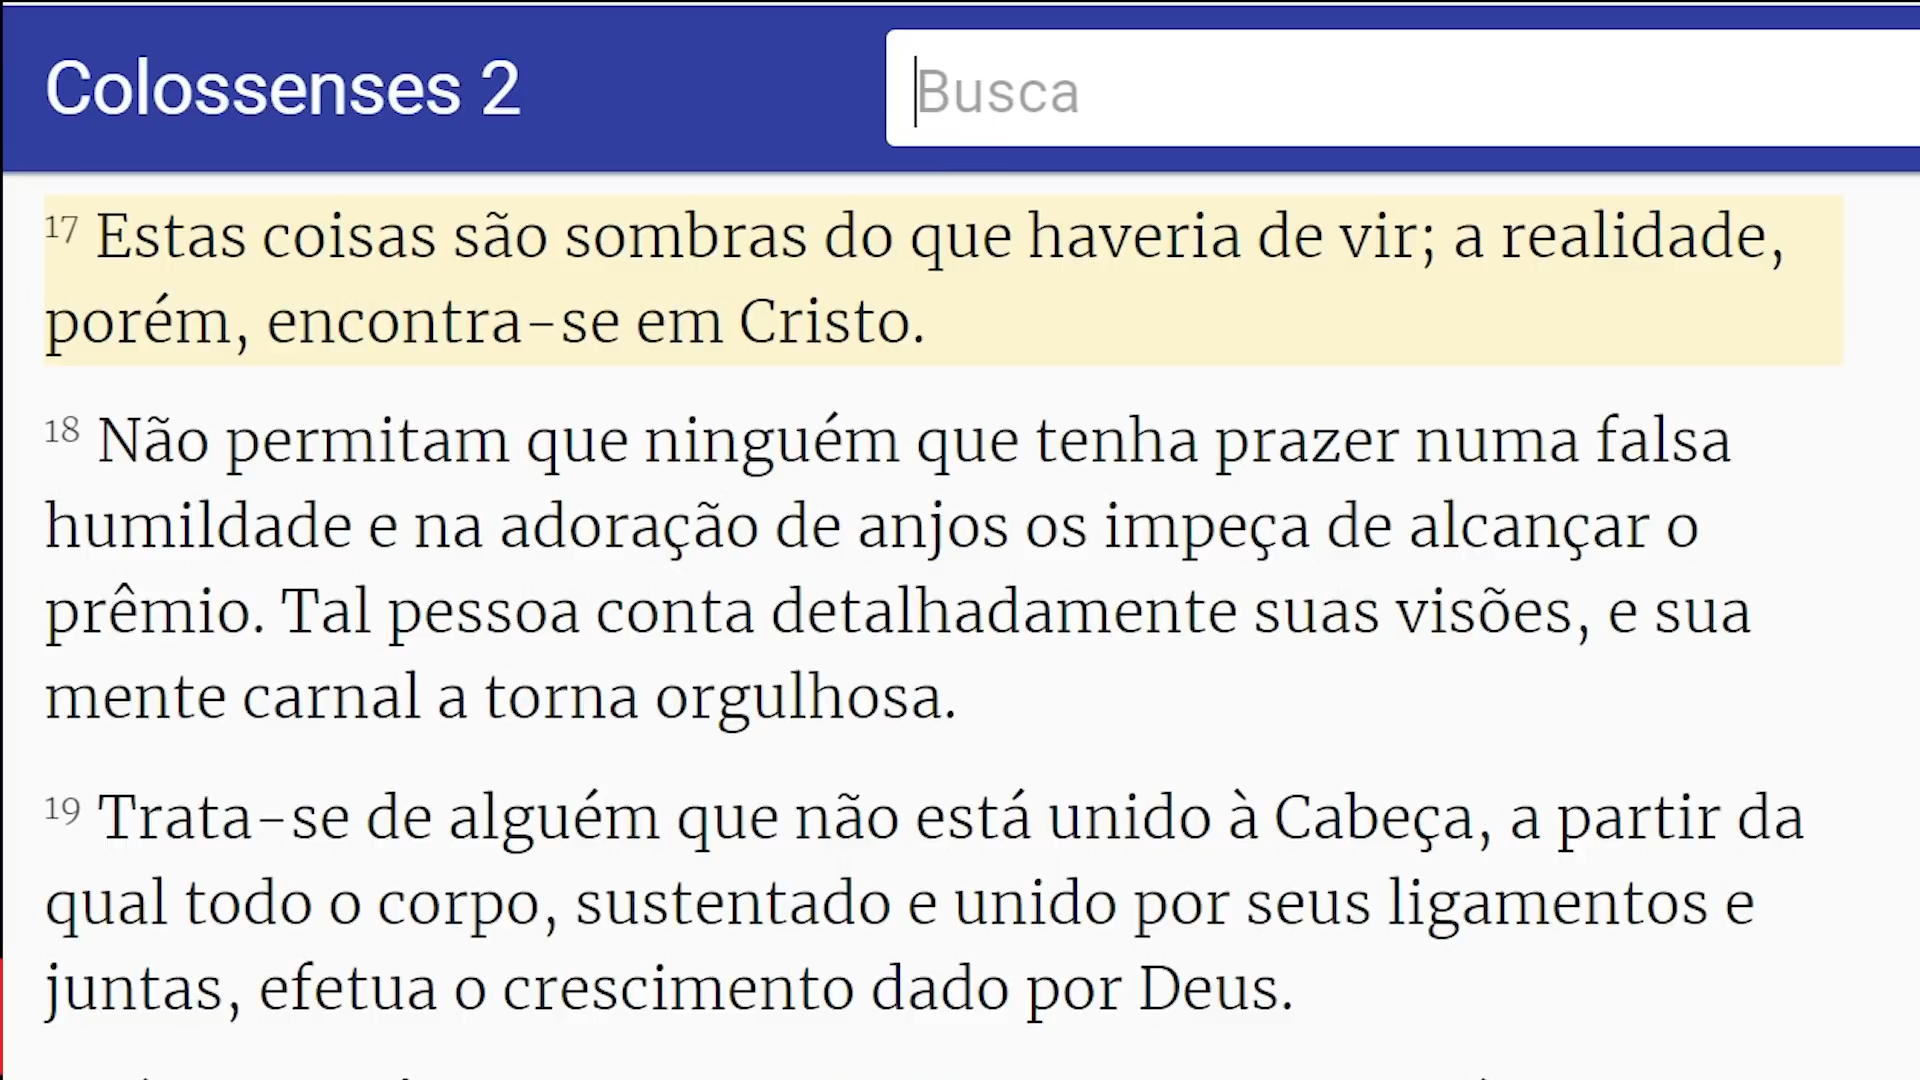 Colossenses 2
Busca
17 Estas coisas são sombras do que haveria de vir; a realidade,
porém, encontra-se em Cristo.
18 Não permitam que ninguém que tenha prazer numa falsa
humildade e na adoração de anjos os impeça de alcançar o
prêmio. Tal pessoa conta detalhadamente suas visões, e sua
mente carnal a torna orgulhosa.
19 Trata-se de alguém que não está unido à Cabeça, a partir da
qual todo o corpo, sustentado e unido por seus ligamentos e
juntas, efetua o crescimento dado por Deus.